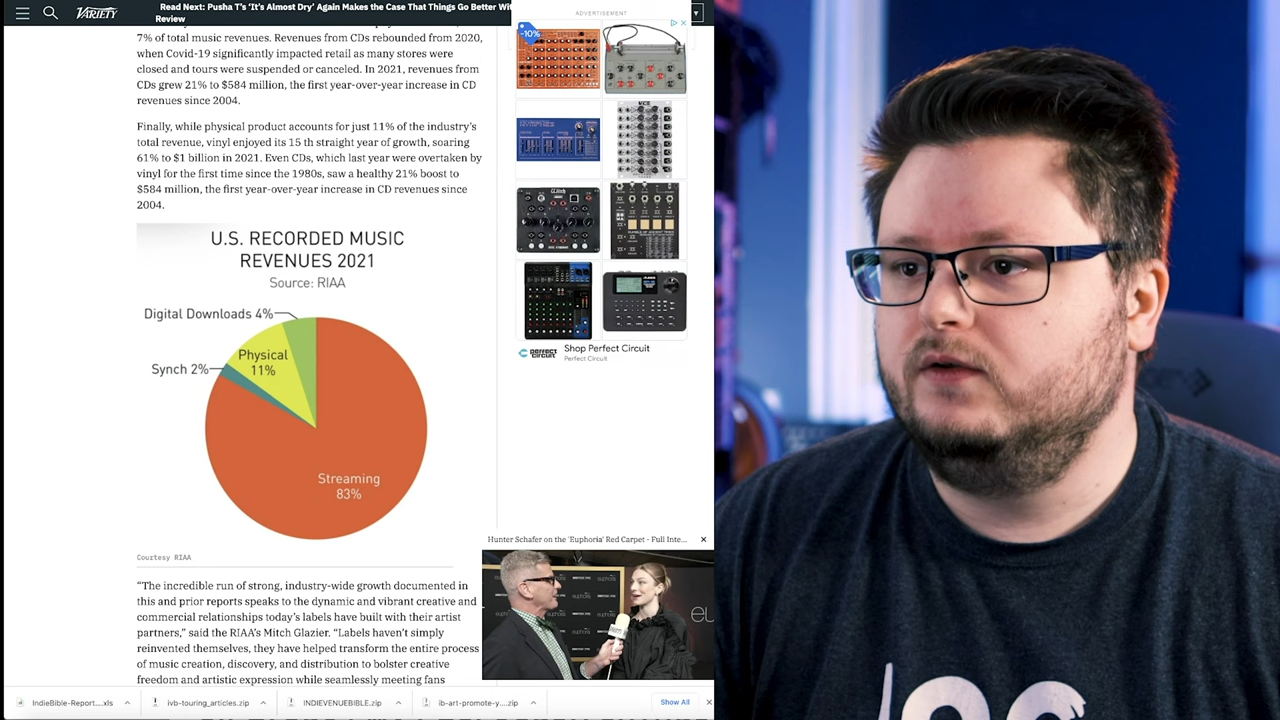 VARIETY
Read Next: Pusha T's 'It's Almost Dry' Again Makes the Case That Things Go Better Wi
Review
7% of total music revenues. Revenues from CDs rebounded from 2020,
when Covid-19 significantly impacted retail as many stores were
closed and tours were suspended or canceled. In 2021, revenues from
CDs grew 21% to $584 million, the first year-over-year increase in CD
revenues since 2004.
Finally, while physical product accounts for just 11% of the industry's
total revenue, vinyl enjoyed its 15 th straight year of growth, soaring
61% to $1 billion in 2021. Even CDs, which last year were overtaken by
vinyl for the first time since the 1980s, saw a healthy 21% boost to
$584 million, the first year-over-year increase in CD revenues since
2004.
U.S. RECORDED MUSIC
REVENUES 2021
Source: RIAA
Digital Downloads 4%
Physical
11%
Synch 2%
Streaming
83%
Courtesy RIAA
“The incredible run of strong, industry-wide growth documented in
this and prior reports speaks to the dynamic and vibrant creative and
commercial relationships today's labels have built with their artist
partners,” said the RIAA's Mitch Glazier. “Labels haven't simply
reinvented themselves, they have helped transform the entire process
of music creation, discovery, and distribution to bolster creative
freedom and artistic expression while seamlessly meeting fans
ADVERTISEMENT
-10%
PERFECT
CIRCUIT
Shop Perfect Circuit
Perfect Circuit
Hunter Schafer on the 'Euphoria' Red Carpet - Full Inte...
eu
IndieBible-Report....xls
ivb-touring_articles.zip
INDIEVENUEBIBLE.zip
ib-art-promote-y....zip
Show All